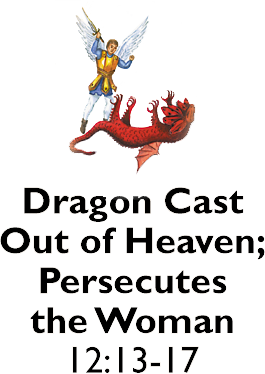 Dragon Cast
Out of Heaven;
Persecutes
the Woman
12:13-17